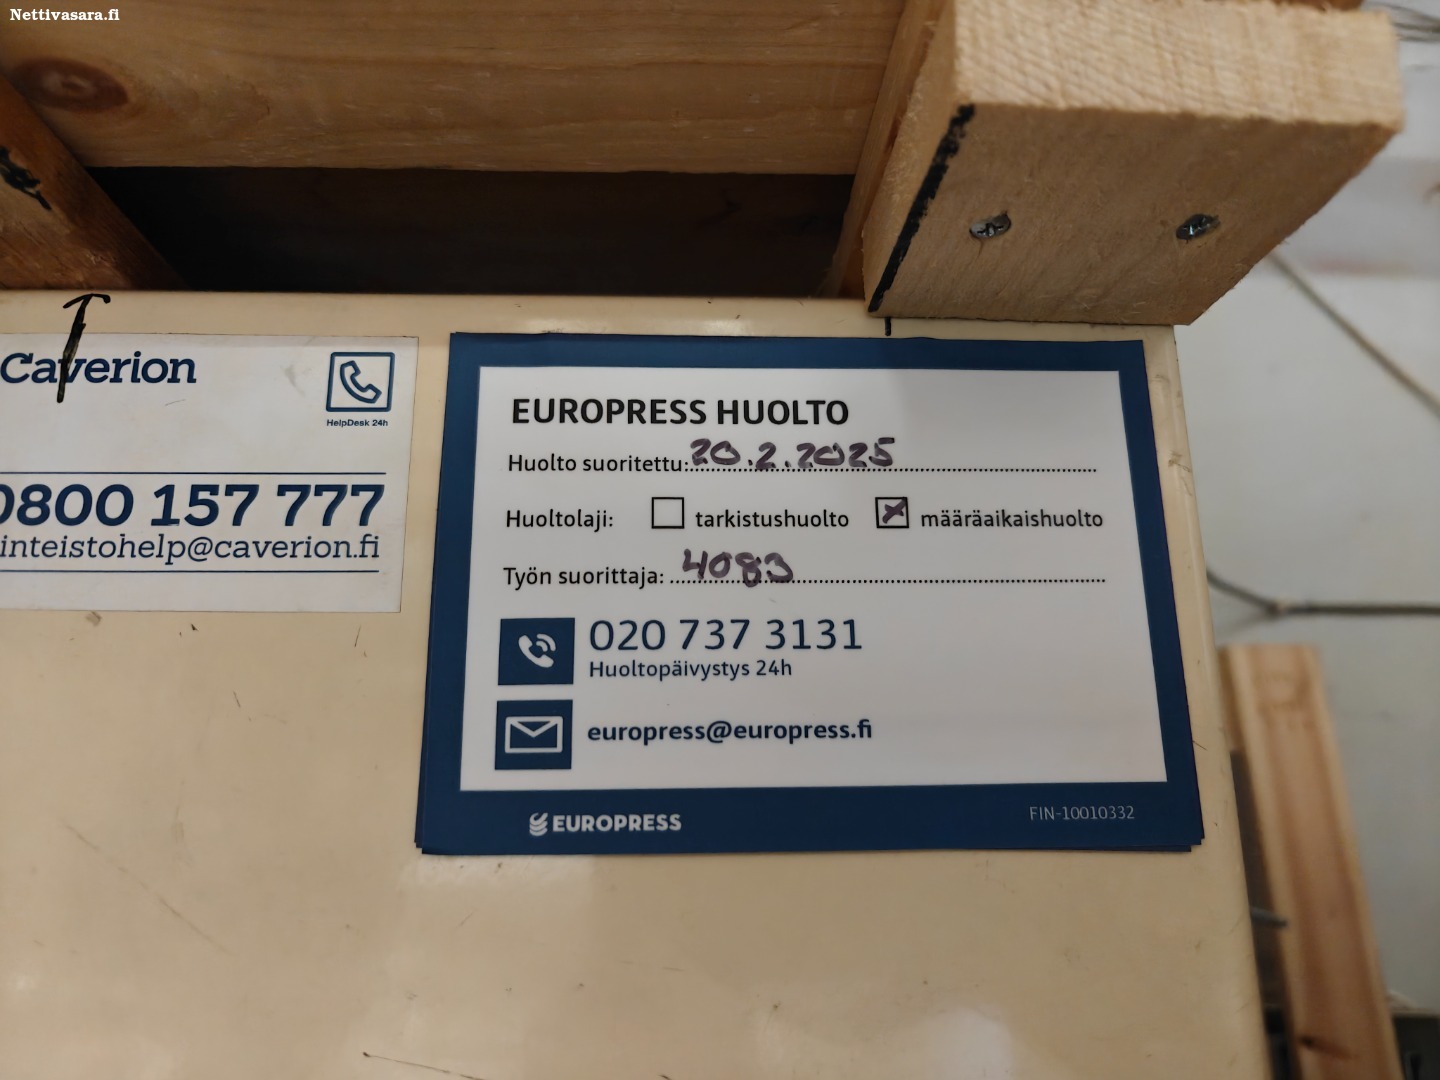 Nettivasara.fi
Caverion
HelpDesk 24h
0800 157 777
inteistohelp@caverion.fi
EUROPRESS HUOLTO
Huolto suoritettu: 20.2.2025
Huoltolaji: tarkistushuolto määräaikaishuolto
Työn suorittaja: 4083
020 737 3131
Huoltopäivystys 24h
europress@europress.fi
EUROPRESS
FIN-10010332